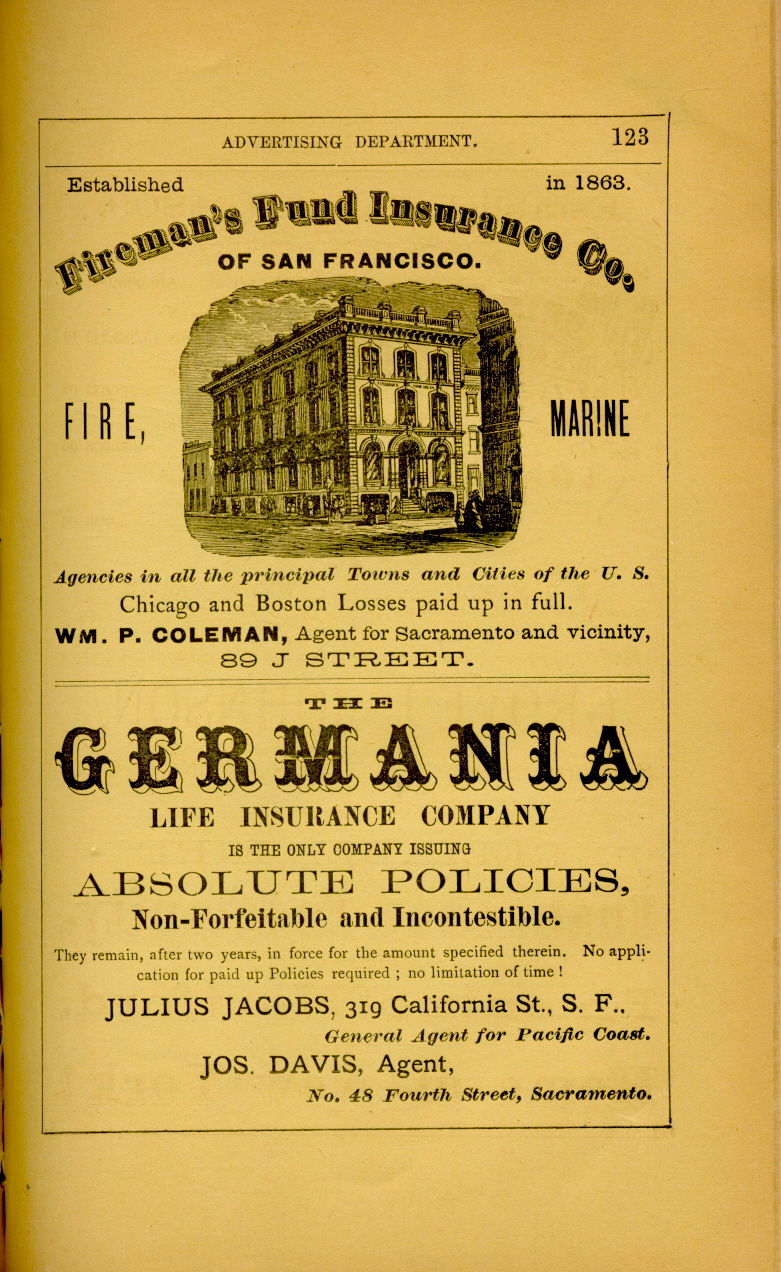 ADVERTISING DEPARTMENT. 123
Established in 1863.
Fireman's Fund Insurance Co.
OF SAN FRANCISCO.
FIRE, MARINE
Agencies in all the principal Towns and Cities of the U. S.
Chicago and Boston Losses paid up in full.
WM. P. COLEMAN, Agent for Sacramento and vicinity,
89 J STREET.
THE
GERMANIA
LIFE INSURANCE COMPANY
IS THE ONLY COMPANY ISSUING
ABSOLUTE POLICIES,
Non-Forfeitable and Incontestible.
They remain, after two years, in force for the amount specified therein. No appli-
cation for paid up Policies required ; no limitation of time !
JULIUS JACOBS, 319 California St., S. F..
General Agent for Pacific Coast.
JOS. DAVIS, Agent,
No. 48 Fourth Street, Sacramento.